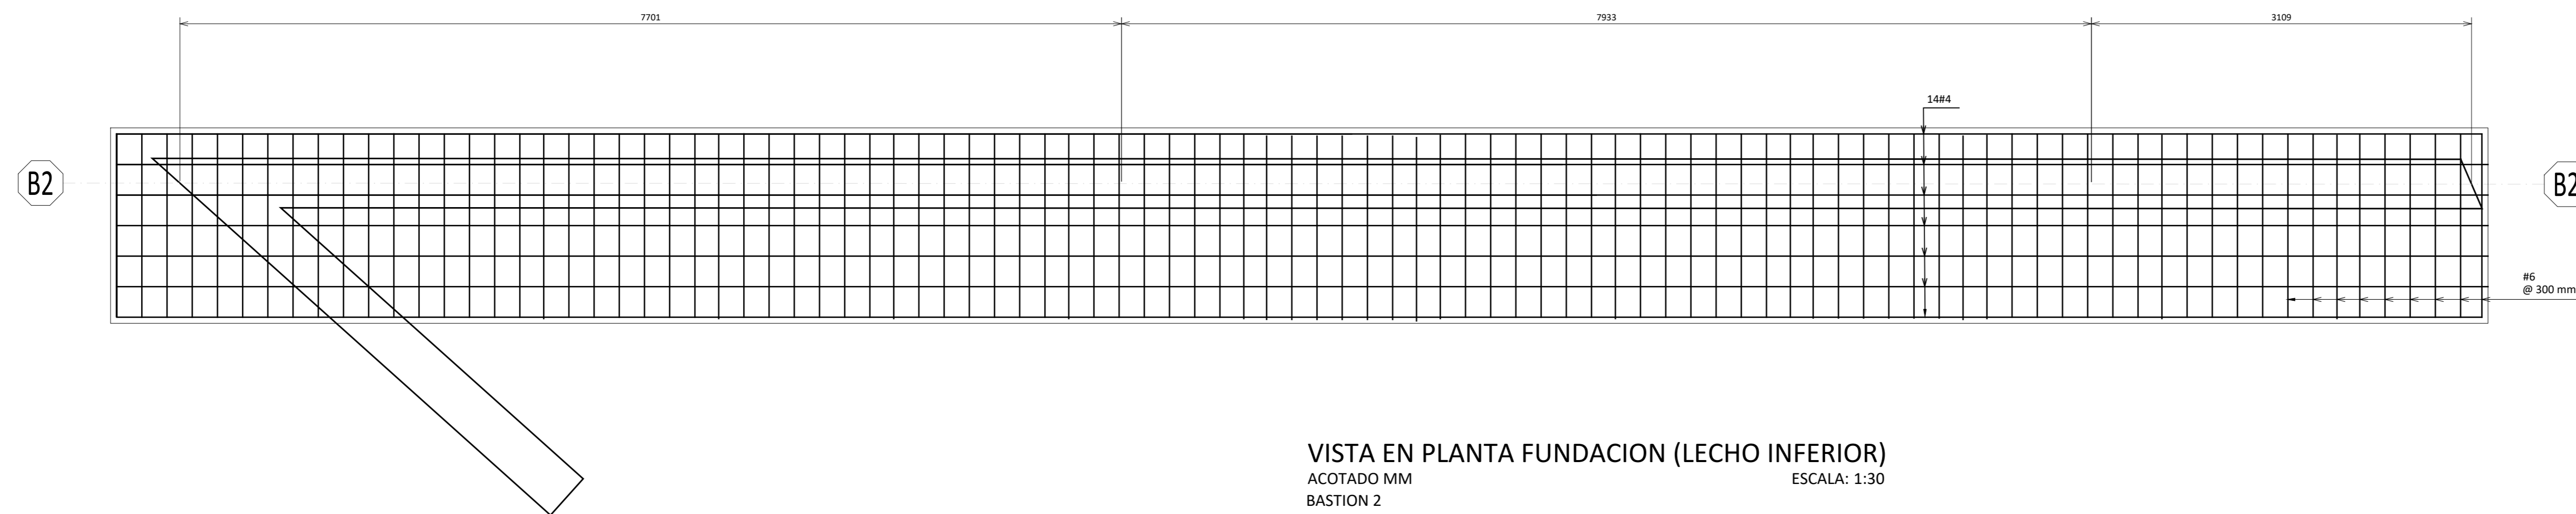 7701
7933
3109
14#4
B2
B2
#6
@ 300 mm
VISTA EN PLANTA FUNDACION (LECHO INFERIOR)
ACOTADO MM
ESCALA: 1:30
BASTION 2